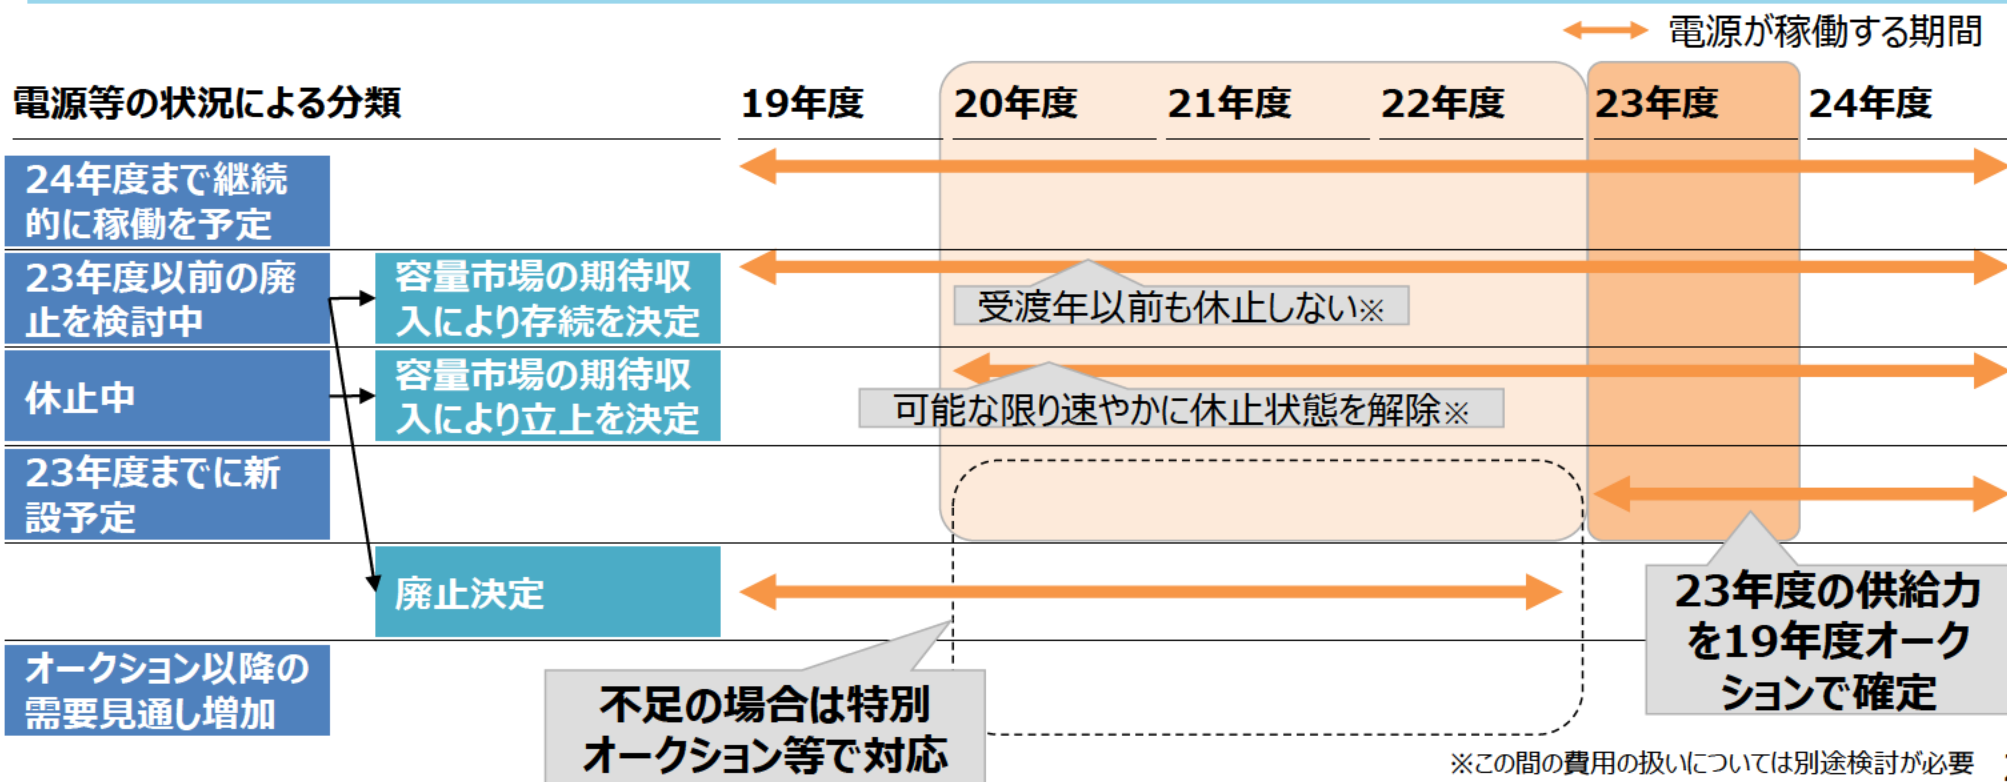 電源が稼働する期間
電源等の状況による分類
19年度
20年度
21年度
22年度
23年度
24年度
24年度まで継続
的に稼働を予定
23年度以前の廃
止を検討中
容量市場の期待収
入により存続を決定
受渡年以前も休止しない※
休止中
容量市場の期待収
入により立上を決定
可能な限り速やかに休止状態を解除※
23年度までに新
設予定
廃止決定
23年度の供給力
を19年度オーク
ションで確定
オークション以降の
需要見通し増加
不足の場合は特別
オークション等で対応
※この間の費用の扱いについては別途検討が必要